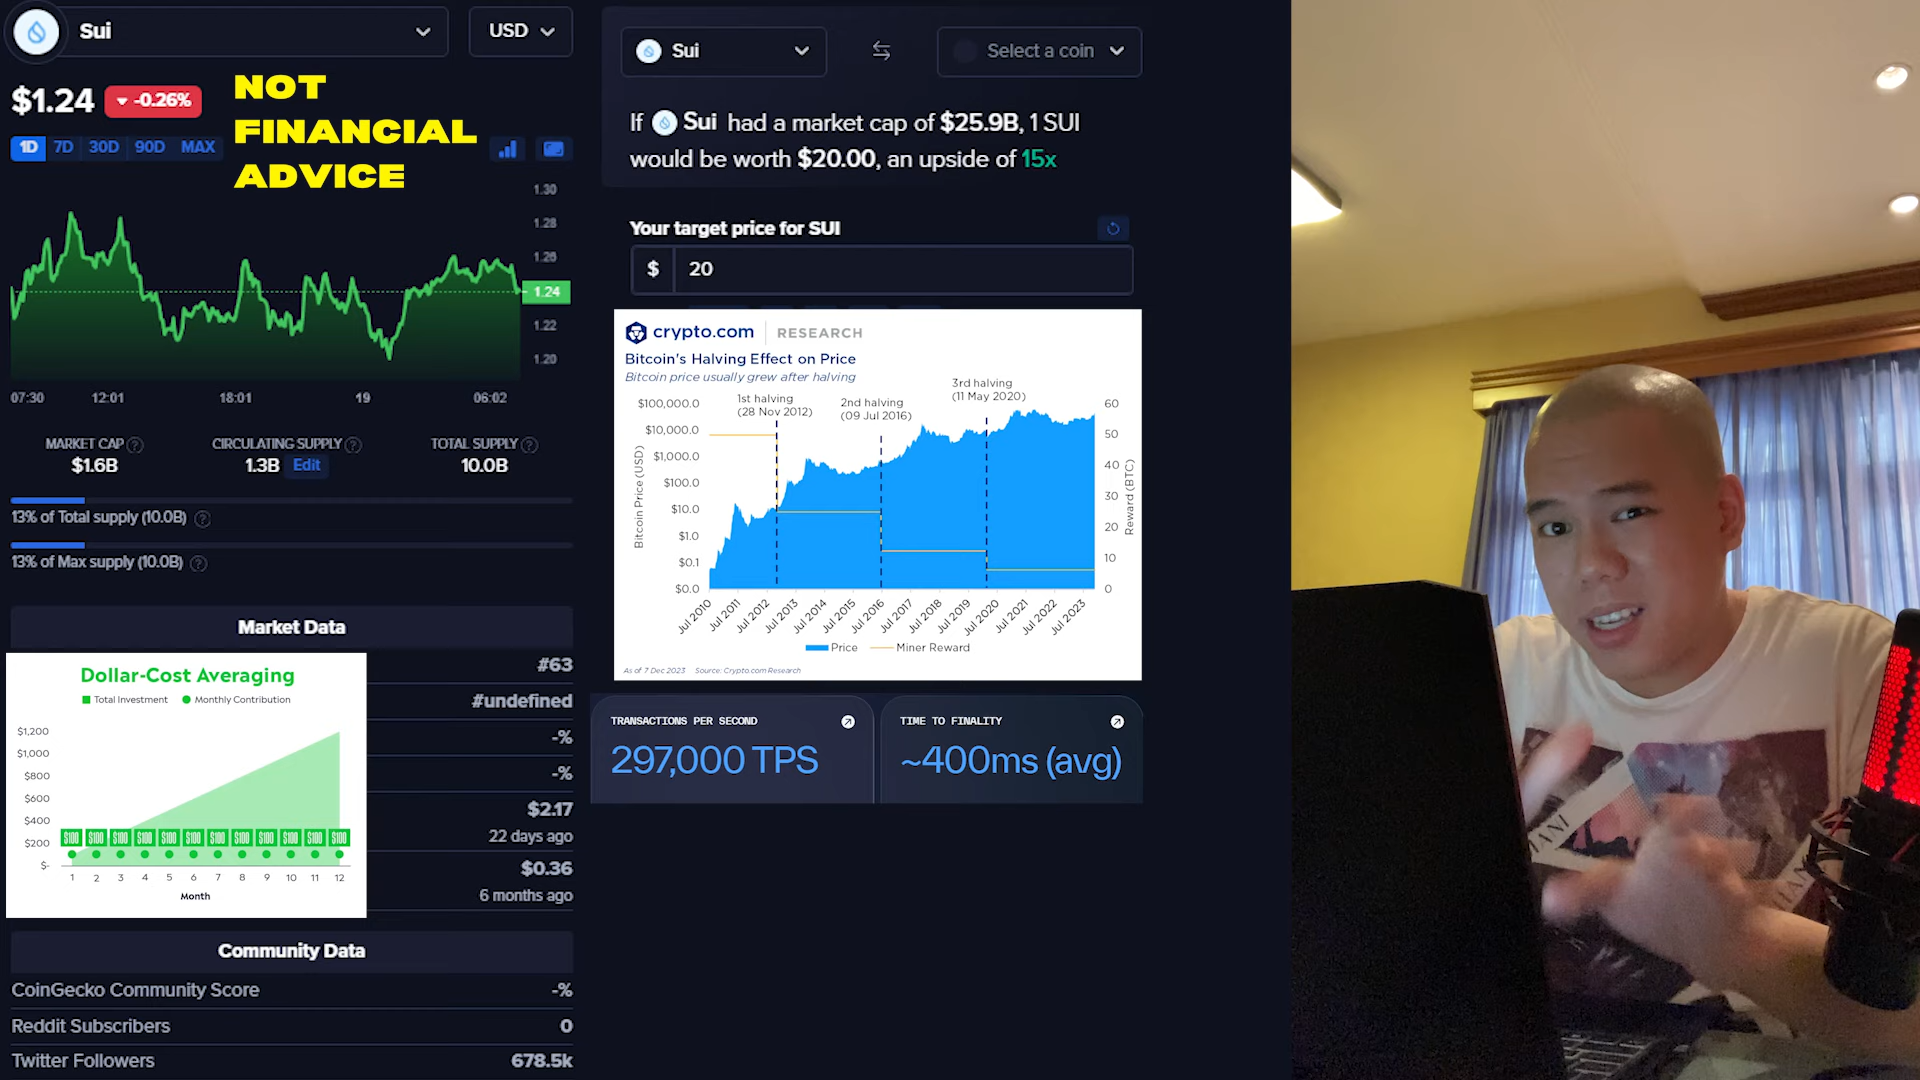 Sui
USD
$1.24
-0.26%
NOT
FINANCIAL
ADVICE
1D 7D 30D 90D MAX
1.30
1.28
1.26
1.24
1.22
1.20
07:30 12:01 18:01 19 06:02
MARKET CAP CIRCULATING SUPPLY TOTAL SUPPLY
$1.6B 1.3B Edit 10.0B
13% of Total supply (10.0B)
13% of Max supply (10.0B)
Market Data
#63
#undefined
-%
-%
$2.17
22 days ago
$0.36
6 months ago
Dollar-Cost Averaging
Total Investment Monthly Contribution
$1,200
$1,000
$800
$600
$400
$200
$-
$100 $100 $100 $100 $100 $100 $100 $100 $100 $100 $100 $100
1 2 3 4 5 6 7 8 9 10 11 12
Month
Community Data
CoinGecko Community Score -%
Reddit Subscribers 0
Twitter Followers 678.5k
Sui
Select a coin
If Sui had a market cap of $25.9B, 1 SUI
would be worth $20.00, an upside of 15x
Your target price for SUI
$ 20
crypto.com RESEARCH
Bitcoin's Halving Effect on Price
Bitcoin price usually grew after halving
1st halving
(28 Nov 2012)
2nd halving
(09 Jul 2016)
3rd halving
(11 May 2020)
Bitcoin Price (USD)
$100,000.0
$10,000.0
$1,000.0
$100.0
$10.0
$1.0
$0.1
$0.0
60
50
40
30
20
10
0
Reward (BTC)
Jul 2010 Jul 2011 Jul 2012 Jul 2013 Jul 2014 Jul 2015 Jul 2016 Jul 2017 Jul 2018 Jul 2019 Jul 2020 Jul 2021 Jul 2022 Jul 2023
Price Miner Reward
As of 7 Dec 2023 Source: Crypto.com Research
TRANSACTIONS PER SECOND
297,000 TPS
TIME TO FINALITY
~400ms (avg)